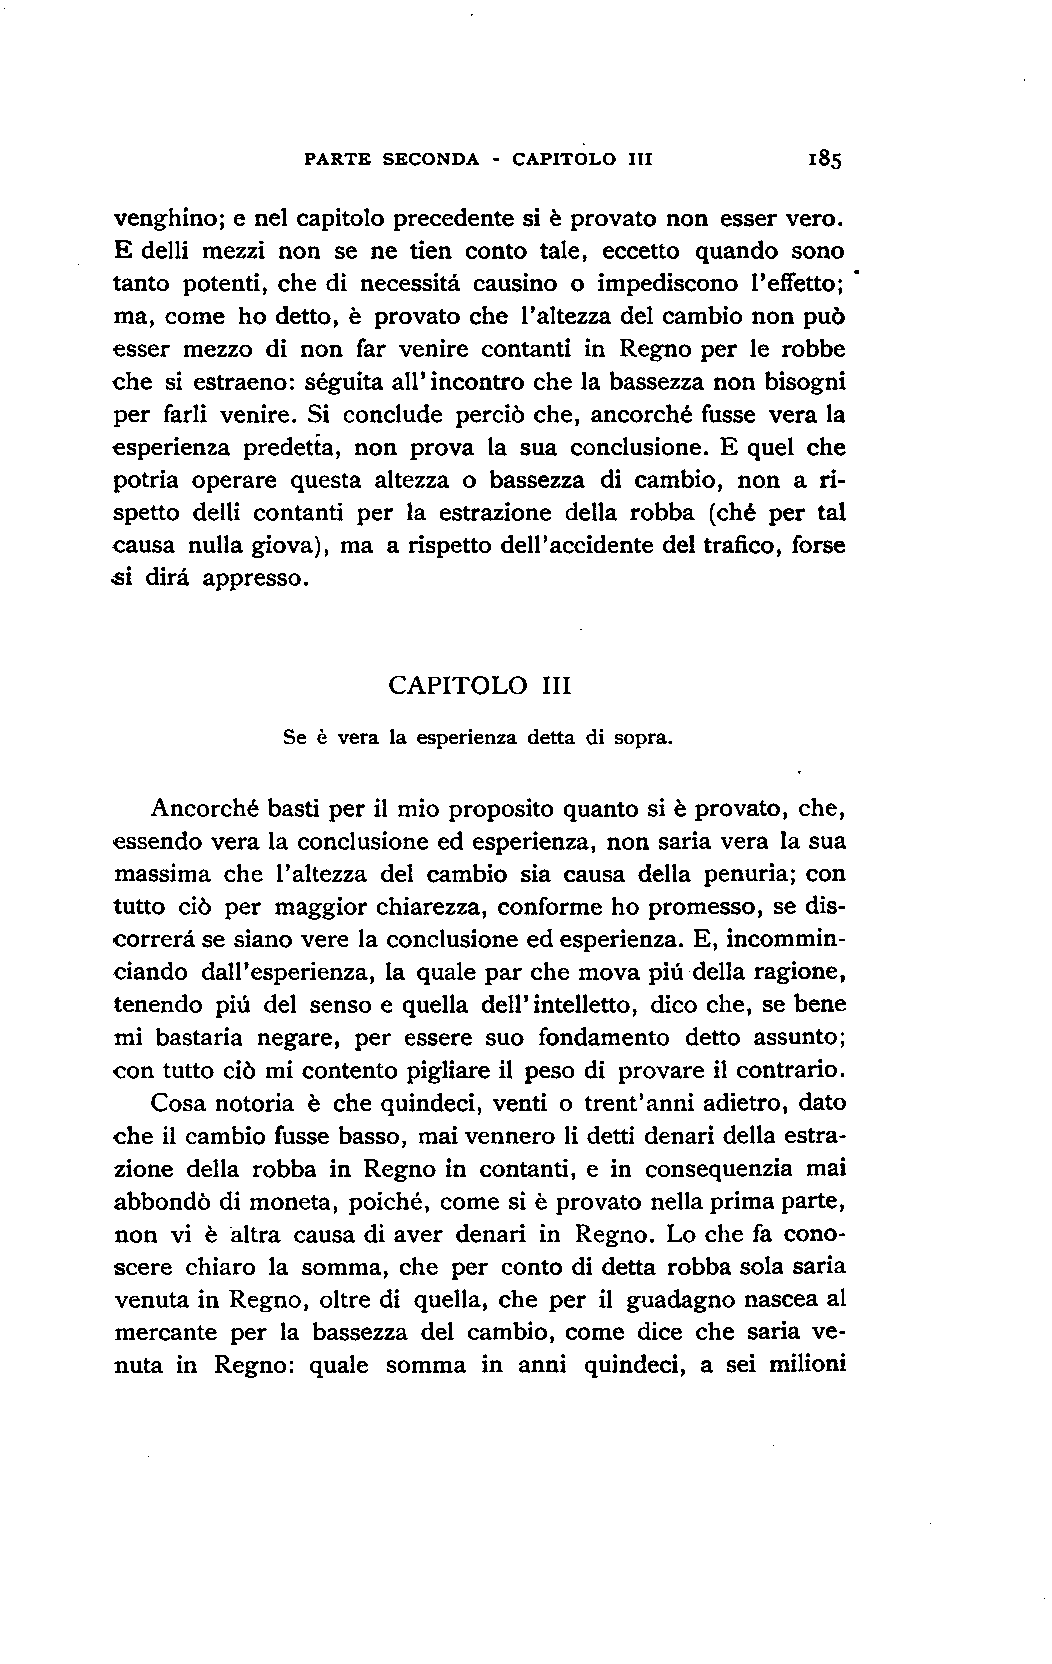 PARTE SECONDA - CAPITOLO III 185
venghino; e nel capitolo precedente si è provato non esser vero.
E delli mezzi non se ne tien conto tale, eccetto quando sono
tanto potenti, che di necessitá causino o impediscono l'effetto;
ma, come ho detto, è provato che l'altezza del cambio non può
esser mezzo di non far venire contanti in Regno per le robbe
che si estraeno: séguita all'incontro che la bassezza non bisogni
per farli venire. Si conclude perciò che, ancorché fusse vera la
esperienza predetta, non prova la sua conclusione. E quel che
potria operare questa altezza o bassezza di cambio, non a ri-
spetto delli contanti per la estrazione della robba (ché per tal
causa nulla giova), ma a rispetto dell'accidente del trafico, forse
si dirá appresso.
CAPITOLO III
Se è vera la esperienza detta di sopra.
Ancorché basti per il mio proposito quanto si è provato, che,
essendo vera la conclusione ed esperienza, non saria vera la sua
massima che l'altezza del cambio sia causa della penuria; con
tutto ciò per maggior chiarezza, conforme ho promesso, se dis-
correrá se siano vere la conclusione ed esperienza. E, incommin-
ciando dall'esperienza, la quale par che mova piú della ragione,
tenendo piú del senso e quella dell'intelletto, dico che, se bene
mi bastaria negare, per essere suo fondamento detto assunto;
con tutto ciò mi contento pigliare il peso di provare il contrario.
Cosa notoria è che quindeci, venti o trent'anni adietro, dato
che il cambio fusse basso, mai vennero li detti denari della estra-
zione della robba in Regno in contanti, e in consequenzia mai
abbondò di moneta, poiché, come si è provato nella prima parte,
non vi è altra causa di aver denari in Regno. Lo che fa cono-
scere chiaro la somma, che per conto di detta robba sola saria
venuta in Regno, oltre di quella, che per il guadagno nascea al
mercante per la bassezza del cambio, come dice che saria ve-
nuta in Regno: quale somma in anni quindeci, a sei milioni